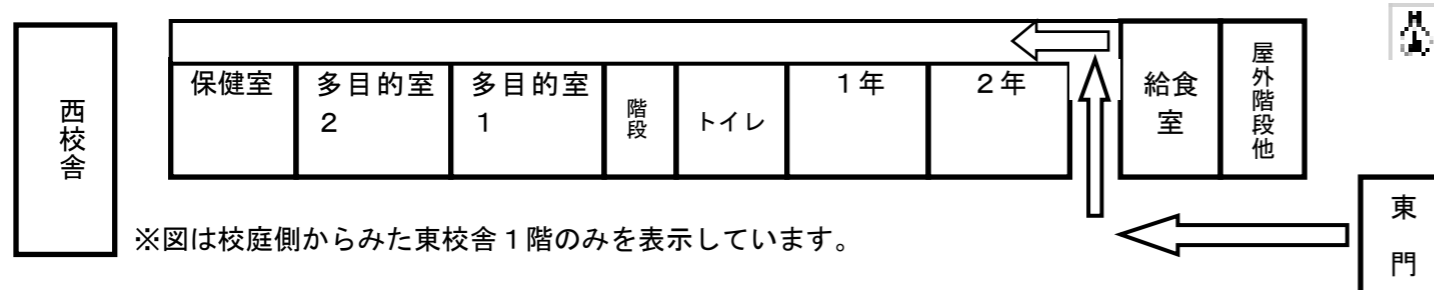 西校舎
保健室
多目的室
2
多目的室
1
階段
トイレ
1年
2年
給食
室
屋外階段他
東
門
※図は校庭側からみた東校舎1階のみを表示しています。